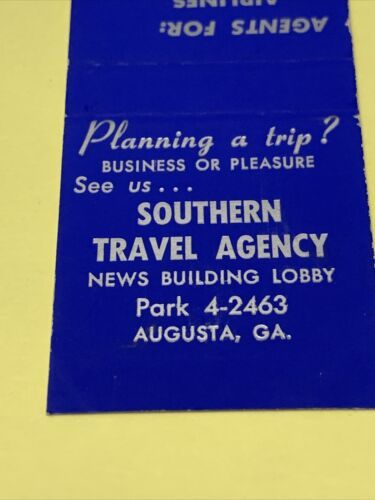 AIRLINES
AGENTS FOR:
Planning a trip?
BUSINESS OR PLEASURE
See us...
SOUTHERN
TRAVEL AGENCY
NEWS BUILDING LOBBY
Park 4-2463
AUGUSTA, GA.